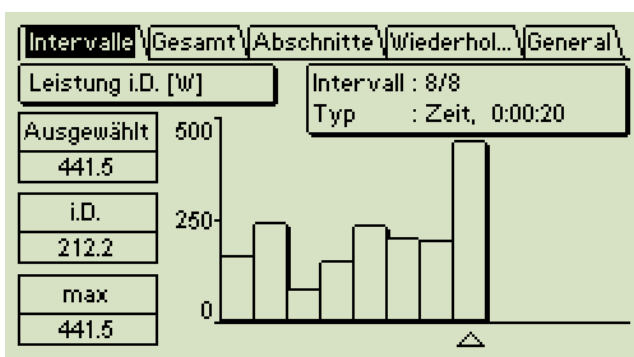 Intervalle Gesamt Abschnitte Wiederhol... General
Leistung i.D. [W]
Intervall : 8/8
Typ : Zeit, 0:00:20
Ausgewählt
441.5
i.D.
212.2
max
441.5
500
250
0